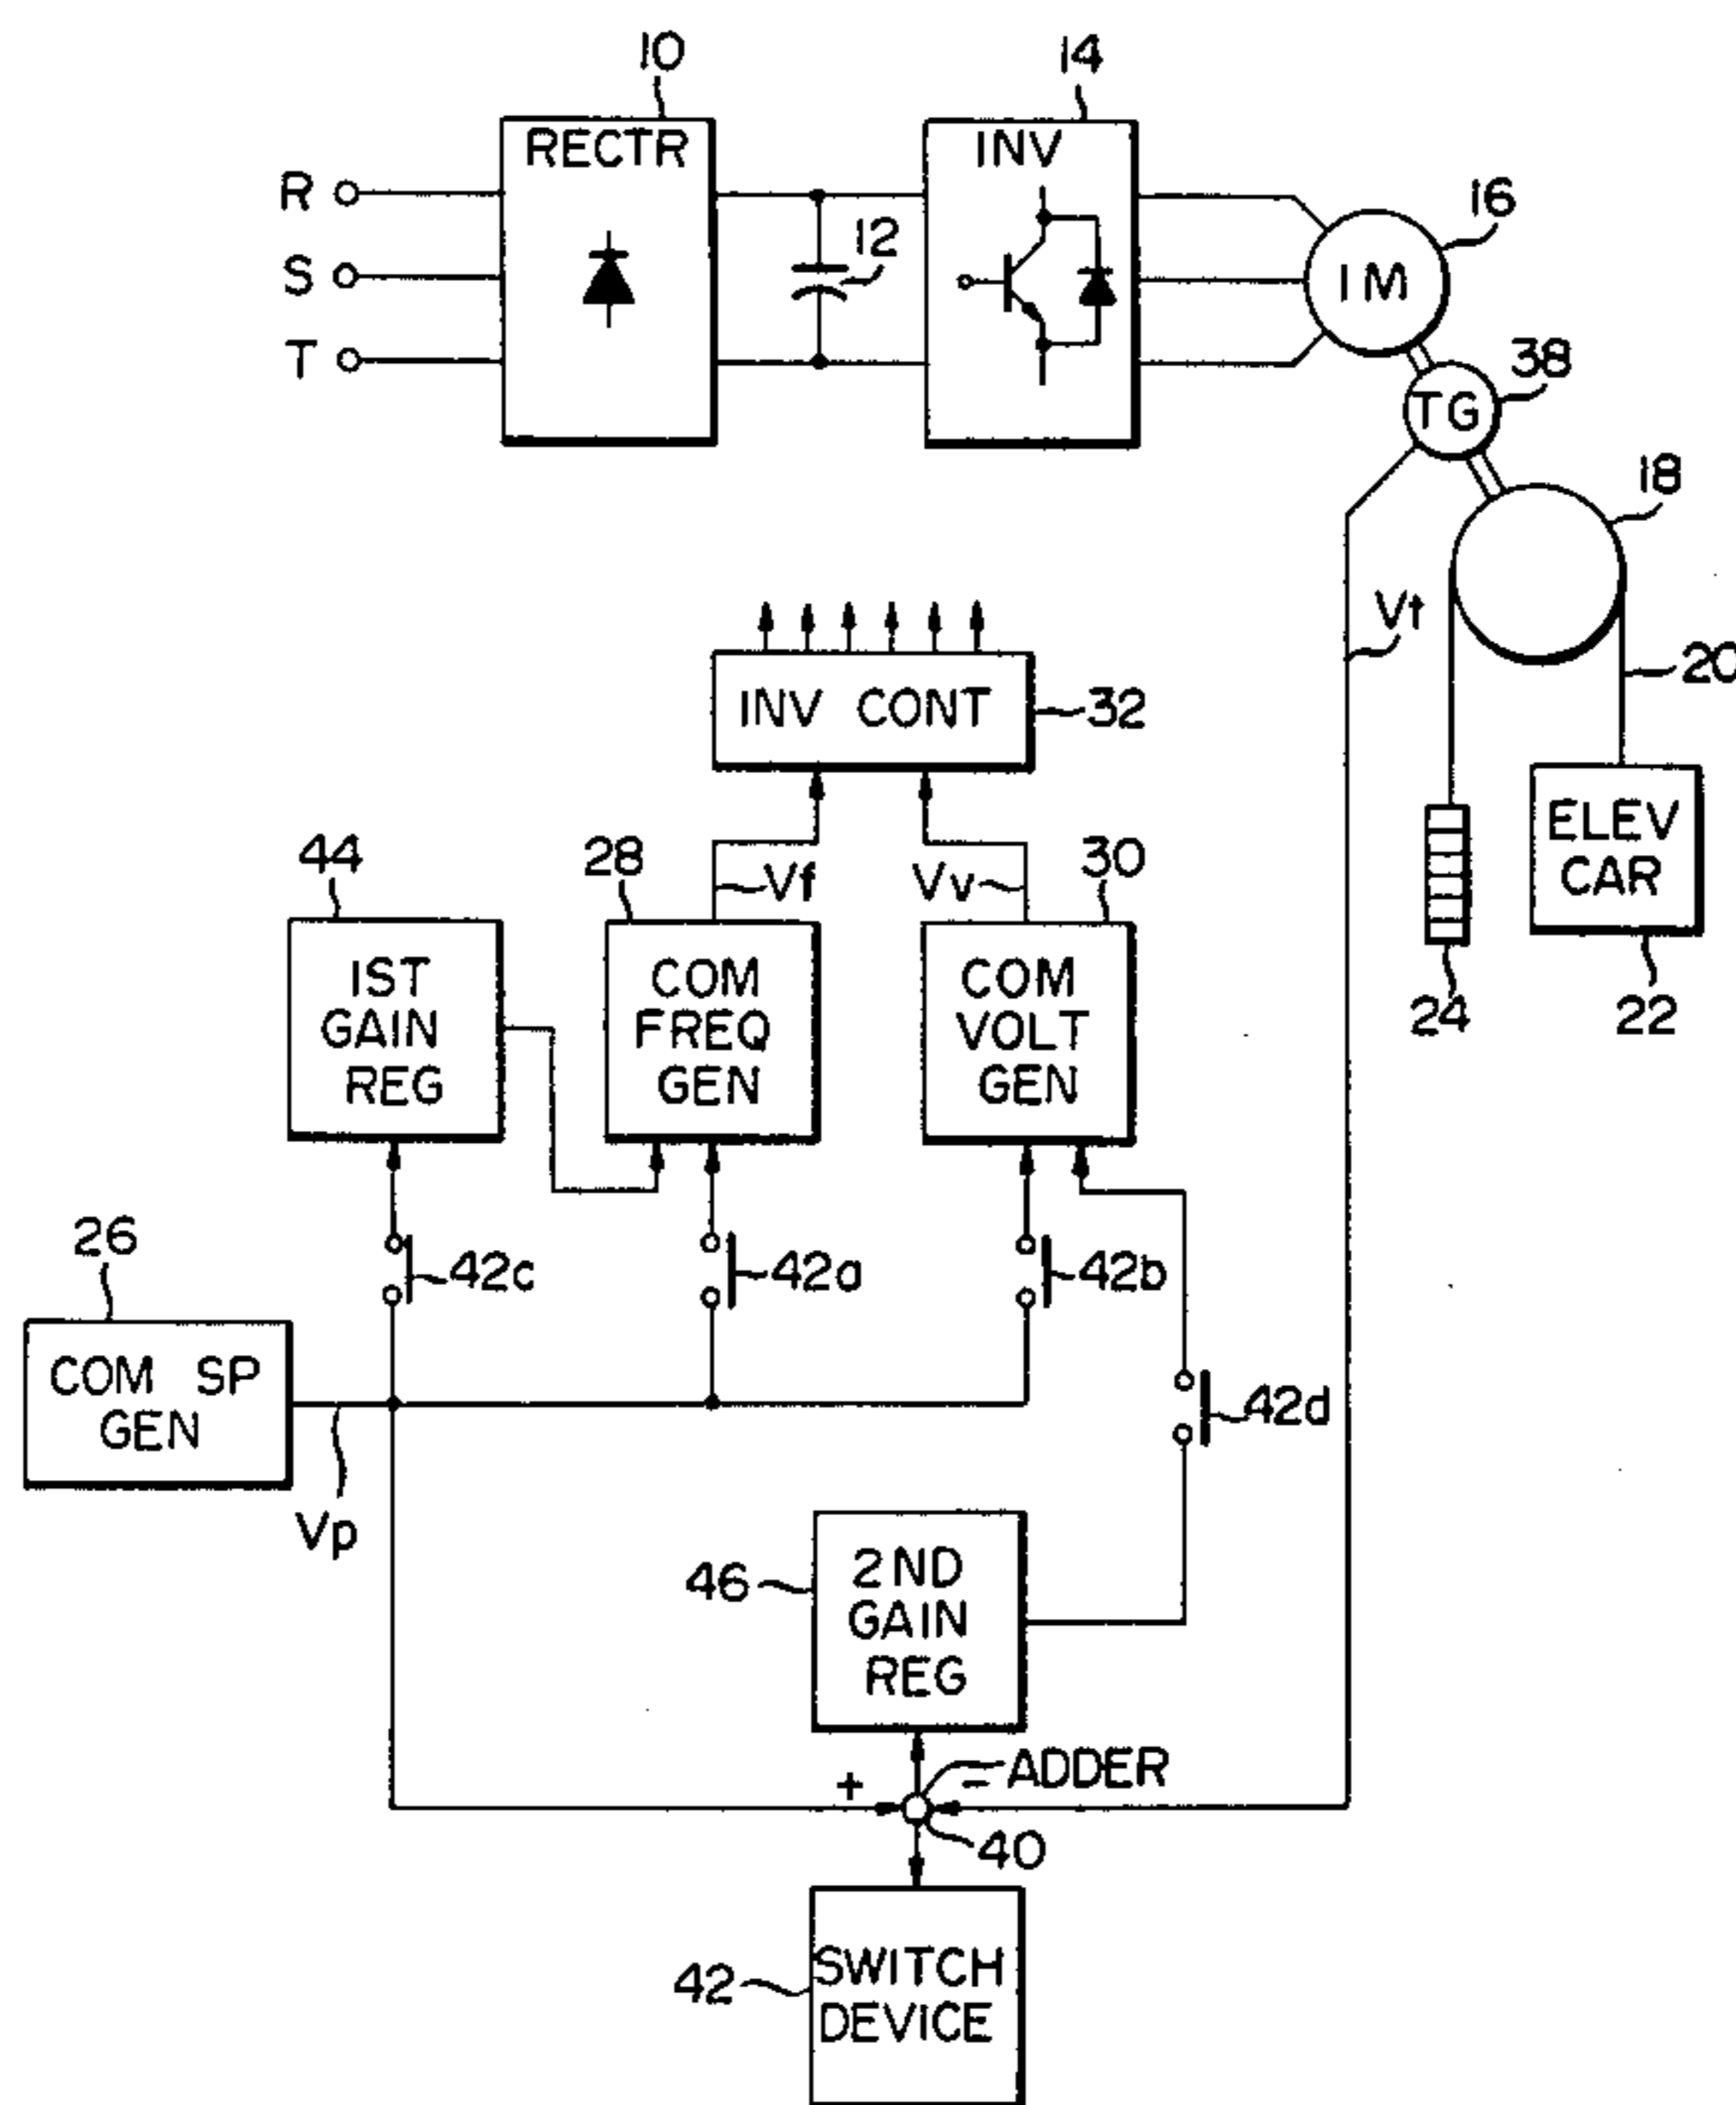 10
14
RECTR
INV
R
S
T
12
16
IM
38
TG
18
Vt
20
INV CONT
32
ELEV
CAR
24
22
44
28
Vf
Vv
30
1ST
GAIN
REG
COM
FREQ
GEN
COM
VOLT
GEN
26
42c
42a
42b
COM SP
GEN
42d
Vp
46
2ND
GAIN
REG
+
-
ADDER
40
42
SWITCH
DEVICE